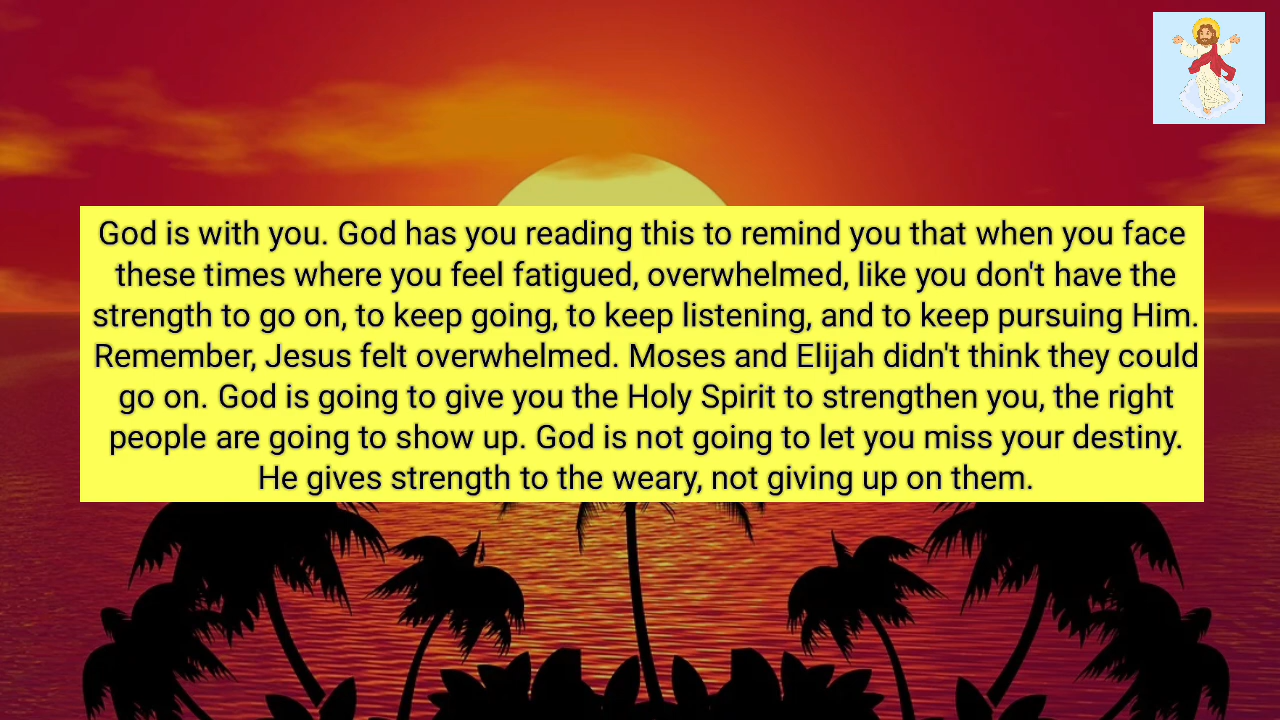 God is with you. God has you reading this to remind you that when you face
these times where you feel fatigued, overwhelmed, like you don't have the
strength to go on, to keep going, to keep listening, and to keep pursuing Him.
Remember, Jesus felt overwhelmed. Moses and Elijah didn't think they could
go on. God is going to give you the Holy Spirit to strengthen you, the right
people are going to show up. God is not going to let you miss your destiny.
He gives strength to the weary, not giving up on them.